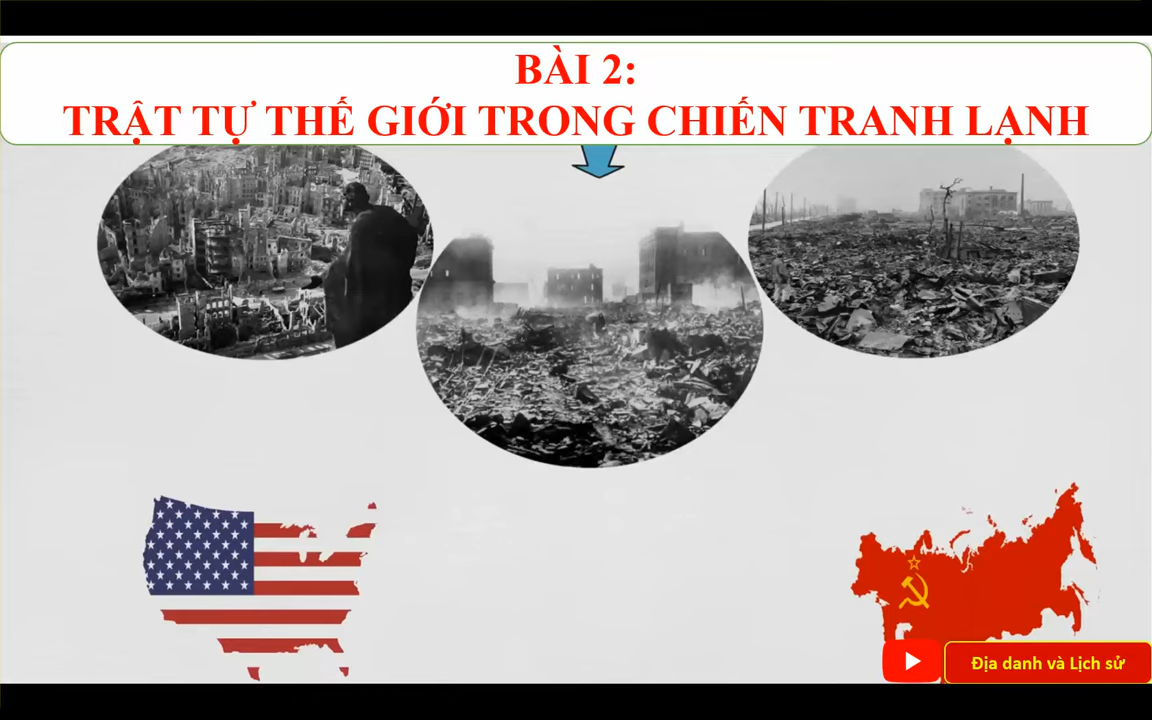 BÀI 2:
TRẬT TỰ THẾ GIỚI TRONG CHIẾN TRANH LẠNH
Địa danh và Lịch sử